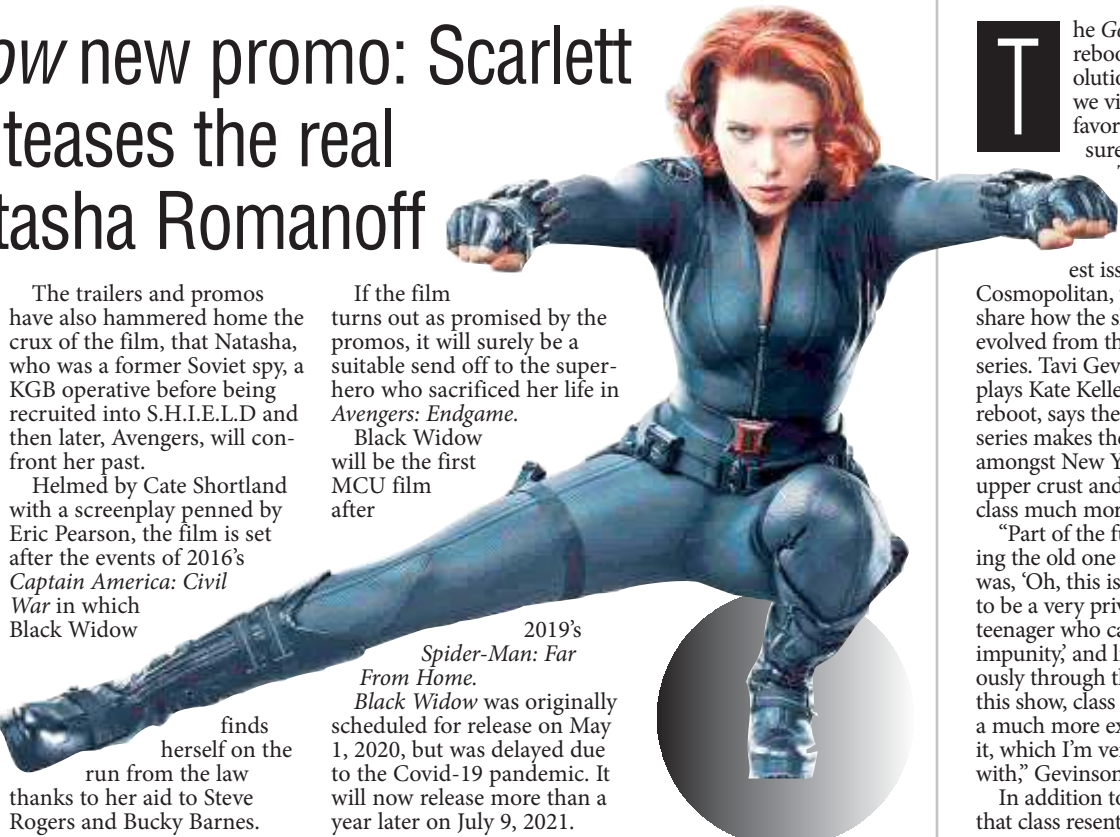 ow new promo: Scarlett
teases the real
tasha Romanoff
The trailers and promos
have also hammered home the
crux of the film, that Natasha,
who was a former Soviet spy, a
KGB operative before being
recruited into S.H.I.E.L.D and
then later, Avengers, will con-
front her past.
Helmed by Cate Shortland
with a screenplay penned by
Eric Pearson, the film is set
after the events of 2016’s
Captain America: Civil
War in which
Black Widow
finds
herself on the
run from the law
thanks to her aid to Steve
Rogers and Bucky Barnes.
If the film
turns out as promised by the
promos, it will surely be a
suitable send off to the super-
hero who sacrificed her life in
Avengers: Endgame.
Black Widow
will be the first
MCU film
after
2019’s
Spider-Man: Far
From Home.
Black Widow was originally
scheduled for release on May
1, 2020, but was delayed due
to the Covid-19 pandemic. It
will now release more than a
year later on July 9, 2021.
The
reboo
olutio
we vi
favor
sure
est iss
Cosmopolitan,
share how the s
evolved from th
series. Tavi Gev
plays Kate Kelle
reboot, says the
series makes the
amongst New Y
upper crust and
class much mor
“Part of the fu
ing the old one
was, ‘Oh, this is
to be a very priv
teenager who ca
impunity,’ and li
ously through th
this show, class
a much more ex
it, which I’m ve
with,” Gevinson
In addition to
that class resent